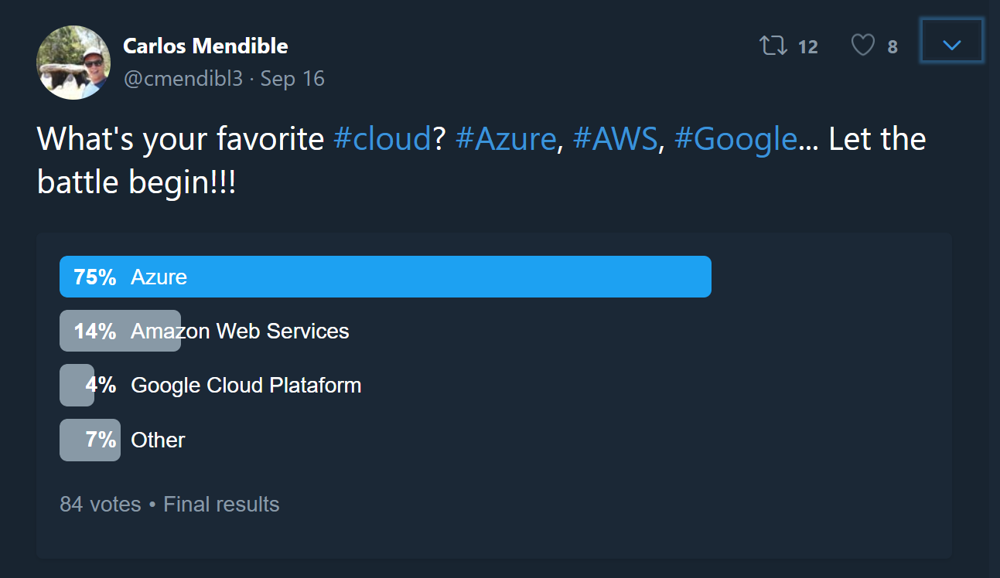 Carlos Mendible
12
8
@cmendibl3 · Sep 16
What's your favorite #cloud? #Azure, #AWS, #Google... Let the
battle begin!!!
75% Azure
14% Amazon Web Services
4% Google Cloud Plataform
7% Other
84 votes • Final results